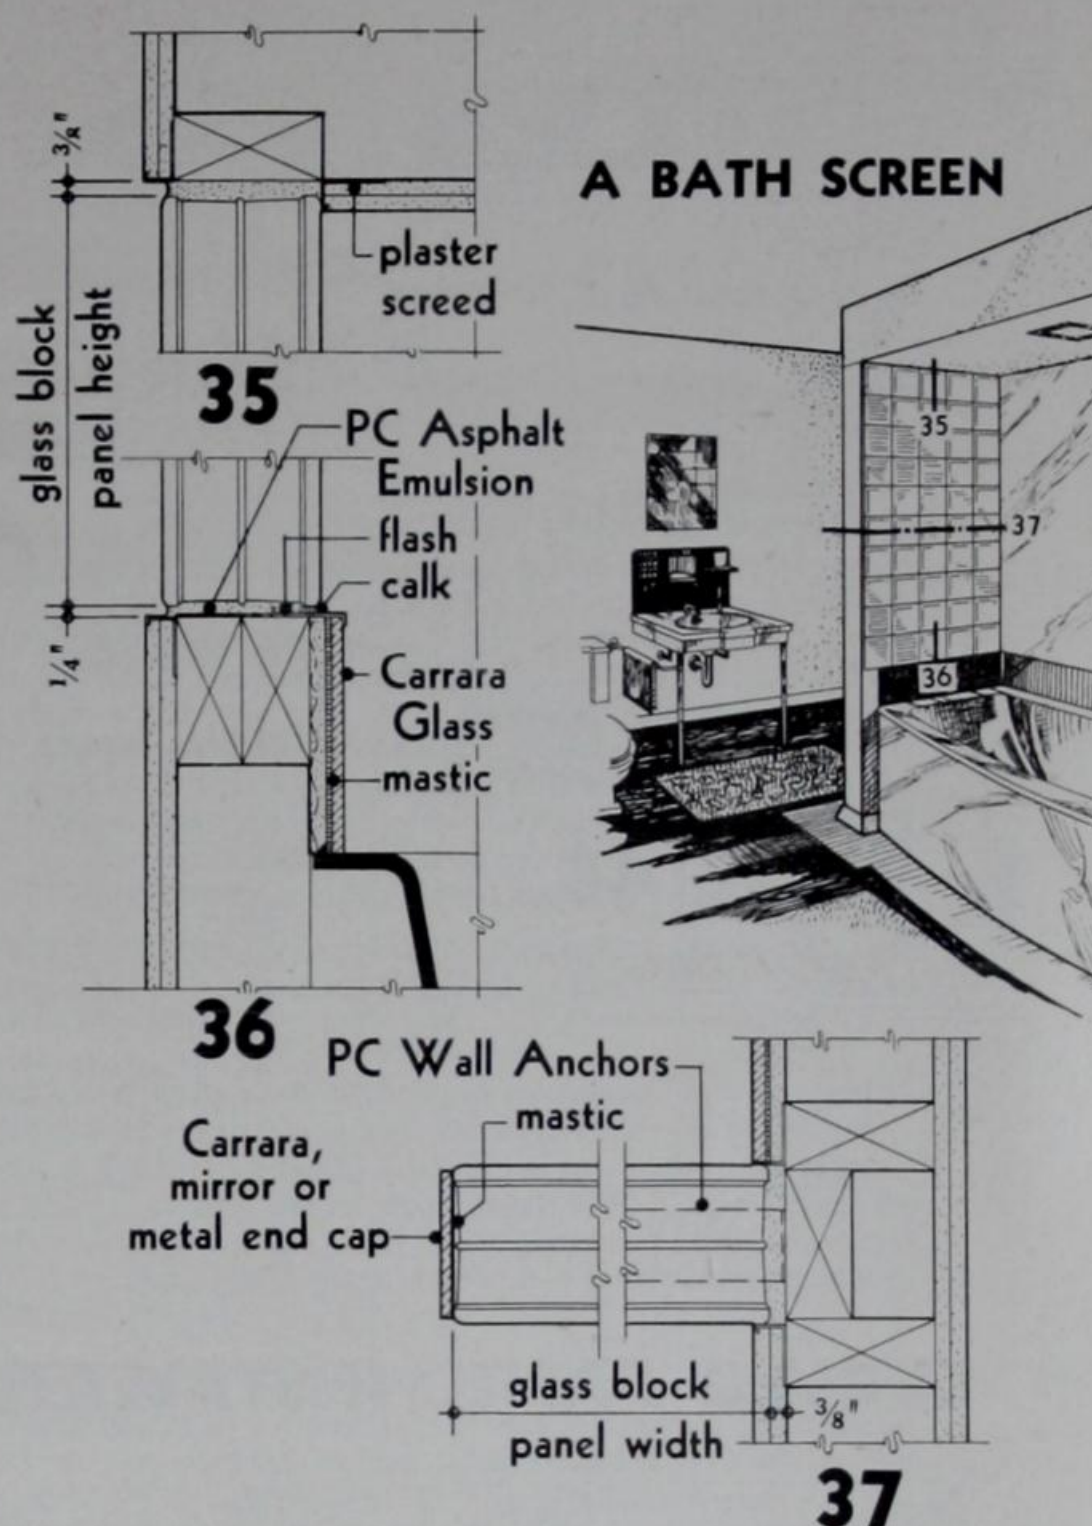 A BATH SCREEN
3/8"
plaster
screed
glass block
panel height
35
PC Asphalt
Emulsion
flash
calk
1/4"
Carrara
Glass
mastic
36
35
37
36
PC Wall Anchors
mastic
Carrara,
mirror or
metal end cap
glass block
panel width
3/8"
37